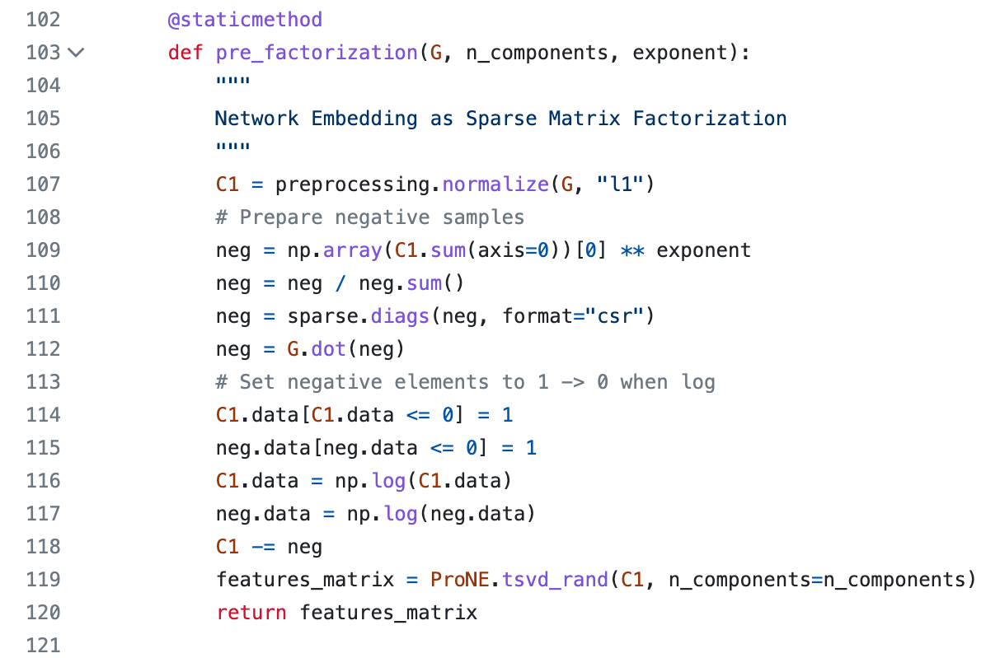 102 @staticmethod
103 def pre_factorization(G, n_components, exponent):
104 """
105 Network Embedding as Sparse Matrix Factorization
106 """
107 C1 = preprocessing.normalize(G, "l1")
108 # Prepare negative samples
109 neg = np.array(C1.sum(axis=0))[0] ** exponent
110 neg = neg / neg.sum()
111 neg = sparse.diags(neg, format="csr")
112 neg = G.dot(neg)
113 # Set negative elements to 1 -> 0 when log
114 C1.data[C1.data <= 0] = 1
115 neg.data[neg.data <= 0] = 1
116 C1.data = np.log(C1.data)
117 neg.data = np.log(neg.data)
118 C1 -= neg
119 features_matrix = ProNE.tsvd_rand(C1, n_components=n_components)
120 return features_matrix
121